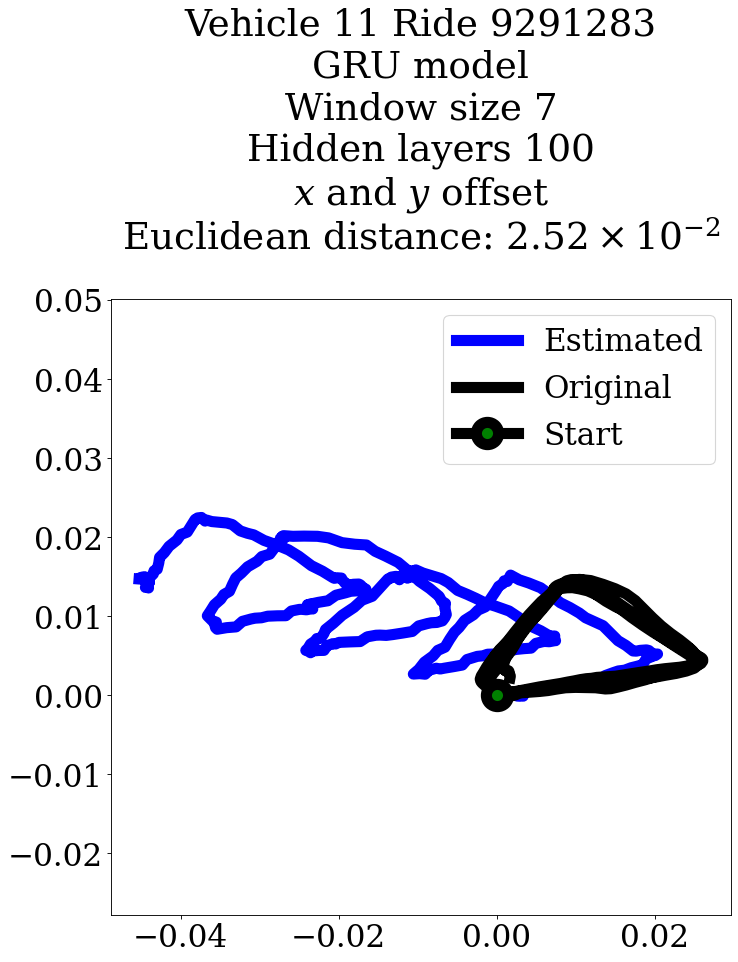 Vehicle 11 Ride 9291283
GRU model
Window size 7
Hidden layers 100
x and y offset
Euclidean distance: 2.52 × 10⁻²
0.05
0.04
0.03
0.02
0.01
0.00
−0.01
−0.02
Estimated
Original
Start
−0.04
−0.02
0.00
0.02